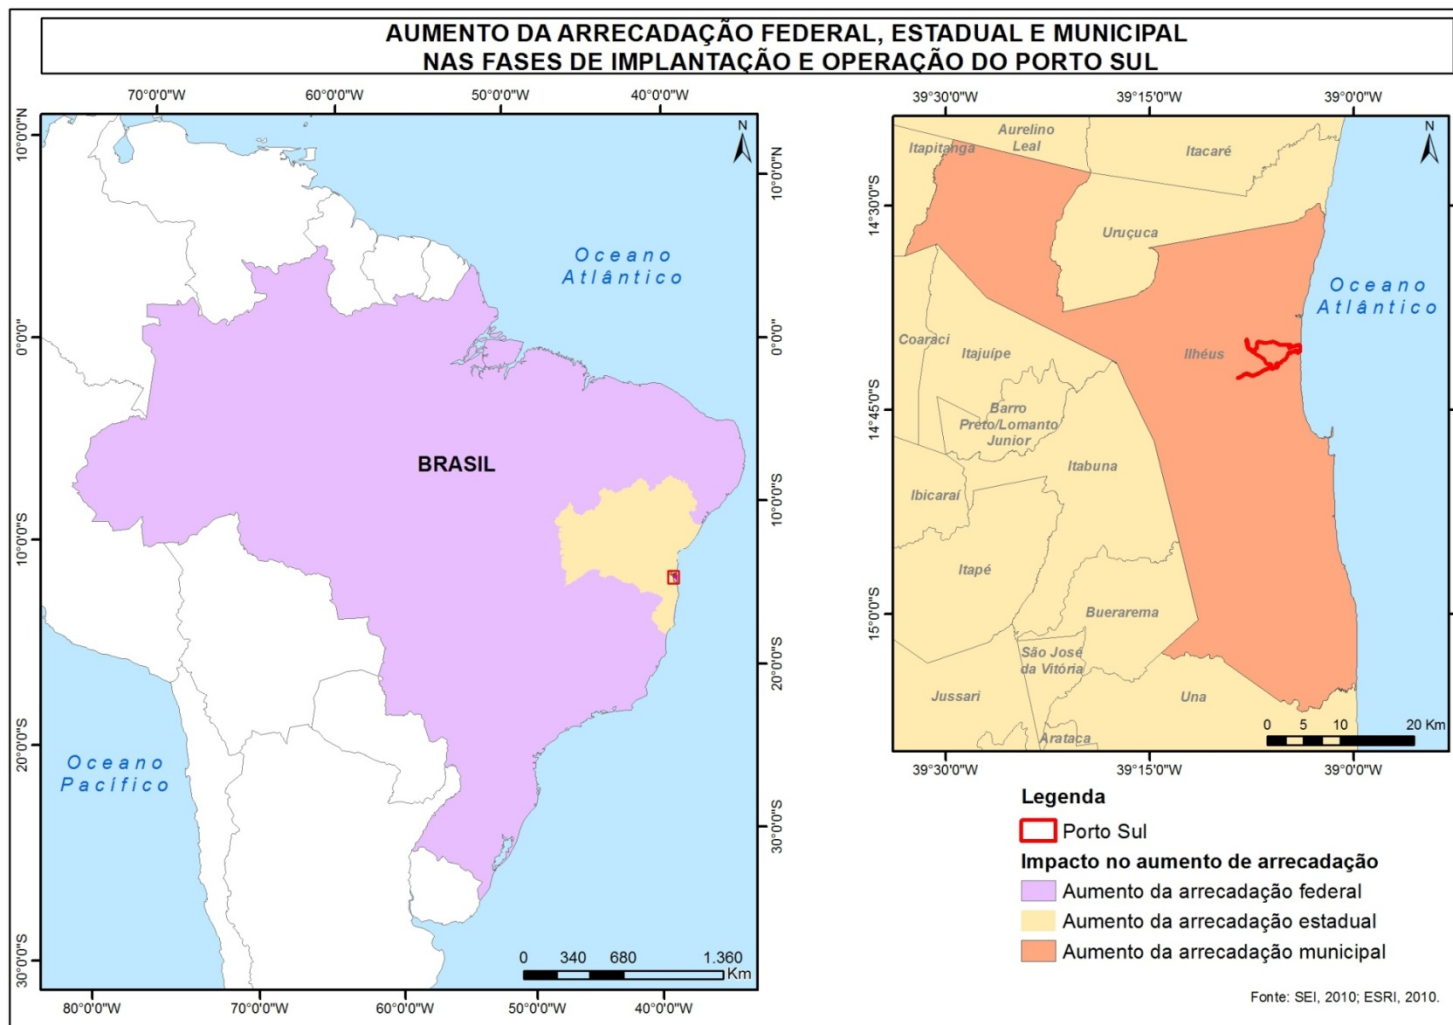 AUMENTO DA ARRECADAÇÃO FEDERAL, ESTADUAL E MUNICIPAL
NAS FASES DE IMPLANTAÇÃO E OPERAÇÃO DO PORTO SUL
70°0'0"W
60°0'0"W
50°0'0"W
40°0'0"W
10°0'0"N
0°0'0"
10°0'0"S
20°0'0"S
30°0'0"S
N
Oceano
Atlântico
BRASIL
Oceano
Pacífico
10°0'0"N
0°0'0"
10°0'0"S
20°0'0"S
30°0'0"S
0 340 680 1.360
Km
80°0'0"W
70°0'0"W
60°0'0"W
50°0'0"W
40°0'0"W
39°30'0"W
39°15'0"W
39°0'0"W
14°30'0"S
14°45'0"S
15°0'0"S
N
Aurelino
Leal
Itapitanga
Itacaré
Uruçuca
Oceano
Atlântico
Coaraci
Itajuípe
Ilhéus
Barro
Preto/Lomanto
Junior
Itabuna
Ibicaraí
Itapé
Buerarema
São José
da Vitória
Jussari
Una
Arataca
0 5 10 20 Km
39°30'0"W
39°15'0"W
39°0'0"W
Legenda
Porto Sul
Impacto no aumento de arrecadação
Aumento da arrecadação federal
Aumento da arrecadação estadual
Aumento da arrecadação municipal
Fonte: SEI, 2010; ESRI, 2010.